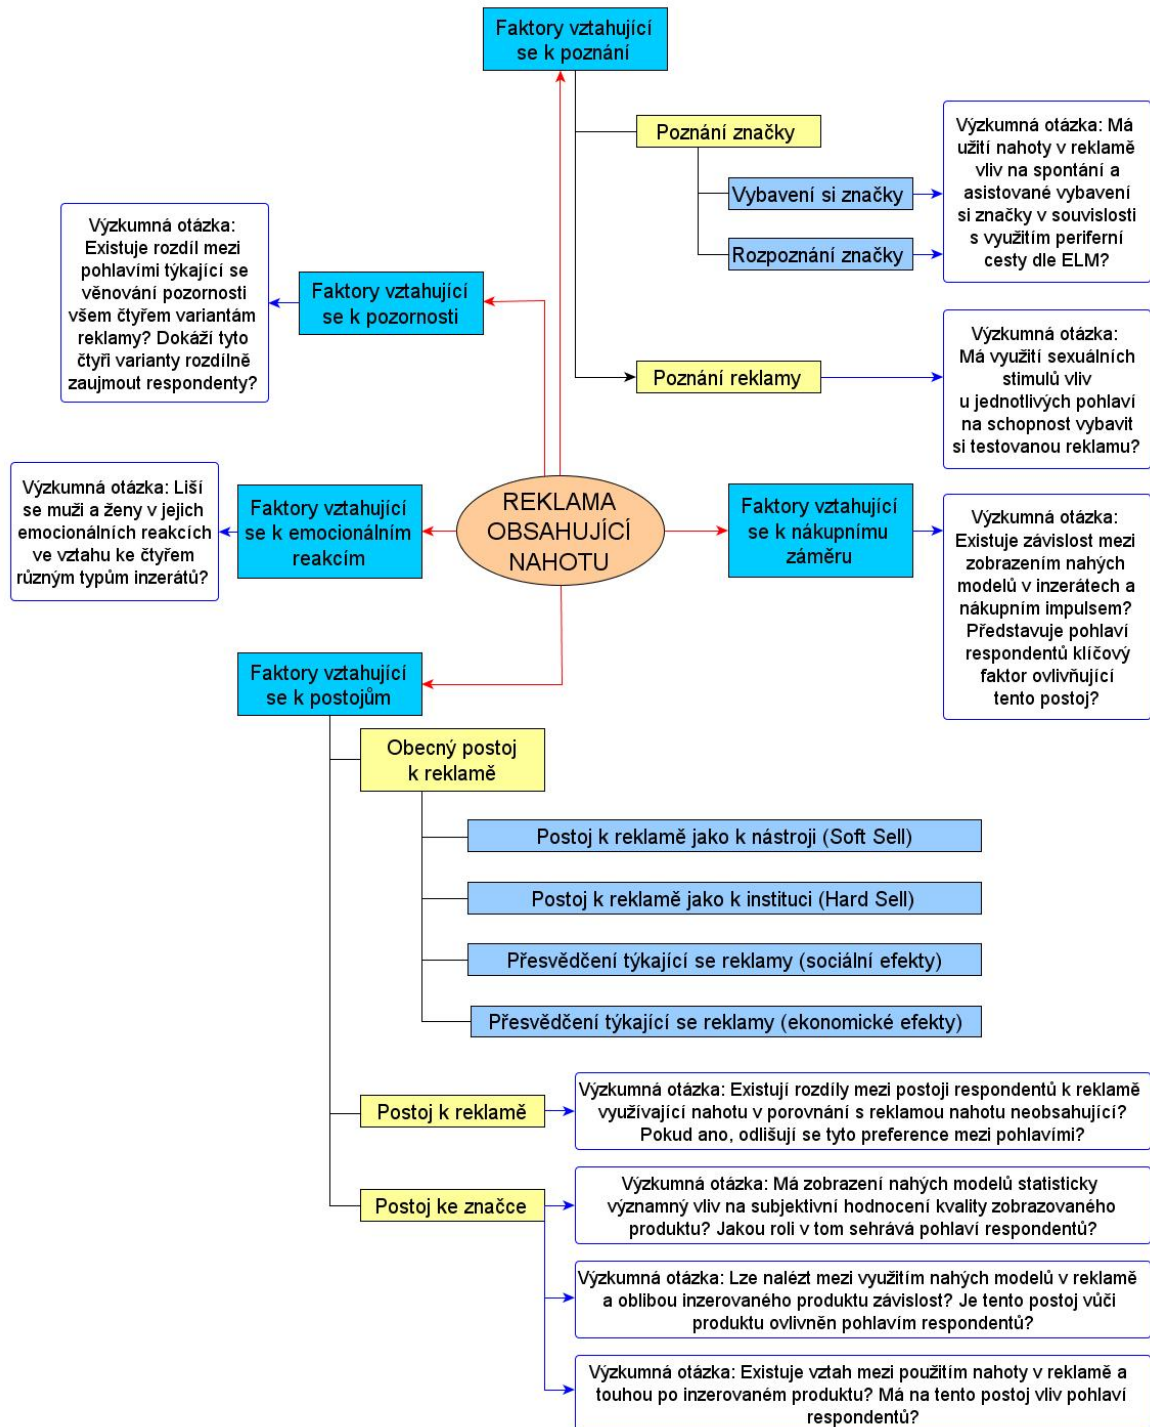 Faktory vztahující
se k poznání
Poznání značky
Vybavení si značky
Rozpoznání značky
Výzkumná otázka: Má
užití nahoty v reklamě
vliv na spontání a
asistované vybavení
si značky v souvislosti
s využitím periferní
cesty dle ELM?
Výzkumná otázka:
Existuje rozdíl mezi
pohlavími týkající se
věnování pozornosti
všem čtyřem variantám
reklamy? Dokáží tyto
čtyři varianty rozdílně
zaujmout respondenty?
Faktory vztahující
se k pozornosti
Poznání reklamy
Výzkumná otázka:
Má využití sexuálních
stimulů vliv
u jednotlivých pohlaví
na schopnost vybavit
si testovanou reklamu?
Výzkumná otázka: Liší
se muži a ženy v jejich
emocionálních reakcích
ve vztahu ke čtyřem
různým typům inzerátů?
Faktory vztahující
se k emocionálním
reakcím
REKLAMA
OBSAHUJÍCÍ
NAHOTU
Faktory vztahující
se k nákupnímu
záměru
Výzkumná otázka:
Existuje závislost mezi
zobrazením nahých
modelů v inzerátech a
nákupním impulsem?
Představuje pohlaví
respondentů klíčový
faktor ovlivňující
tento postoj?
Faktory vztahující
se k postojům
Obecný postoj
k reklamě
Postoj k reklamě jako k nástroji (Soft Sell)
Postoj k reklamě jako k instituci (Hard Sell)
Přesvědčení týkající se reklamy (sociální efekty)
Přesvědčení týkající se reklamy (ekonomické efekty)
Postoj k reklamě
Výzkumná otázka: Existují rozdíly mezi postoji respondentů k reklamě
využívající nahotu v porovnání s reklamou nahotu neobsahující?
Pokud ano, odlišují se tyto preference mezi pohlavími?
Postoj ke značce
Výzkumná otázka: Má zobrazení nahých modelů statisticky
významný vliv na subjektivní hodnocení kvality zobrazovaného
produktu? Jakou roli v tom sehrává pohlaví respondentů?
Výzkumná otázka: Lze nalézt mezi využitím nahých modelů v reklamě
a oblibou inzerovaného produktu závislost? Je tento postoj vůči
produktu ovlivněn pohlavím respondentů?
Výzkumná otázka: Existuje vztah mezi použitím nahoty v reklamě a
touhou po inzerovaném produktu? Má na tento postoj vliv pohlaví
respondentů?